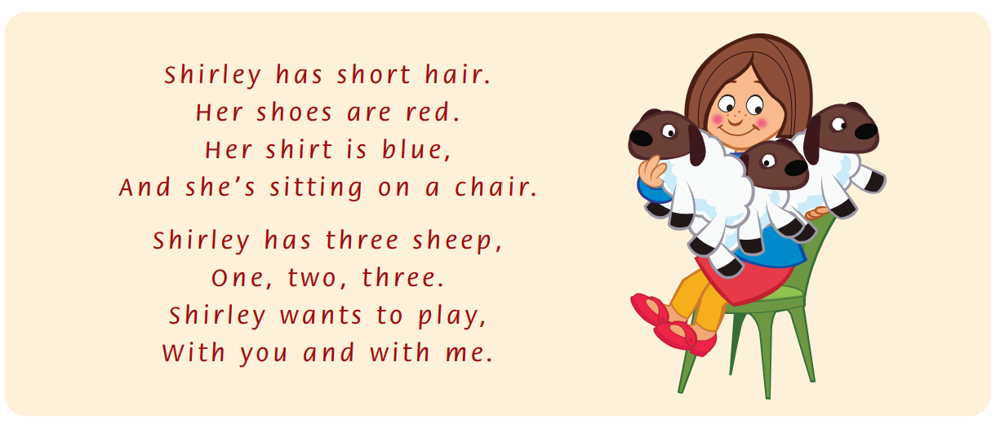 Shirley has short hair.
Her shoes are red.
Her shirt is blue,
And she’s sitting on a chair.
Shirley has three sheep,
One, two, three.
Shirley wants to play,
With you and with me.